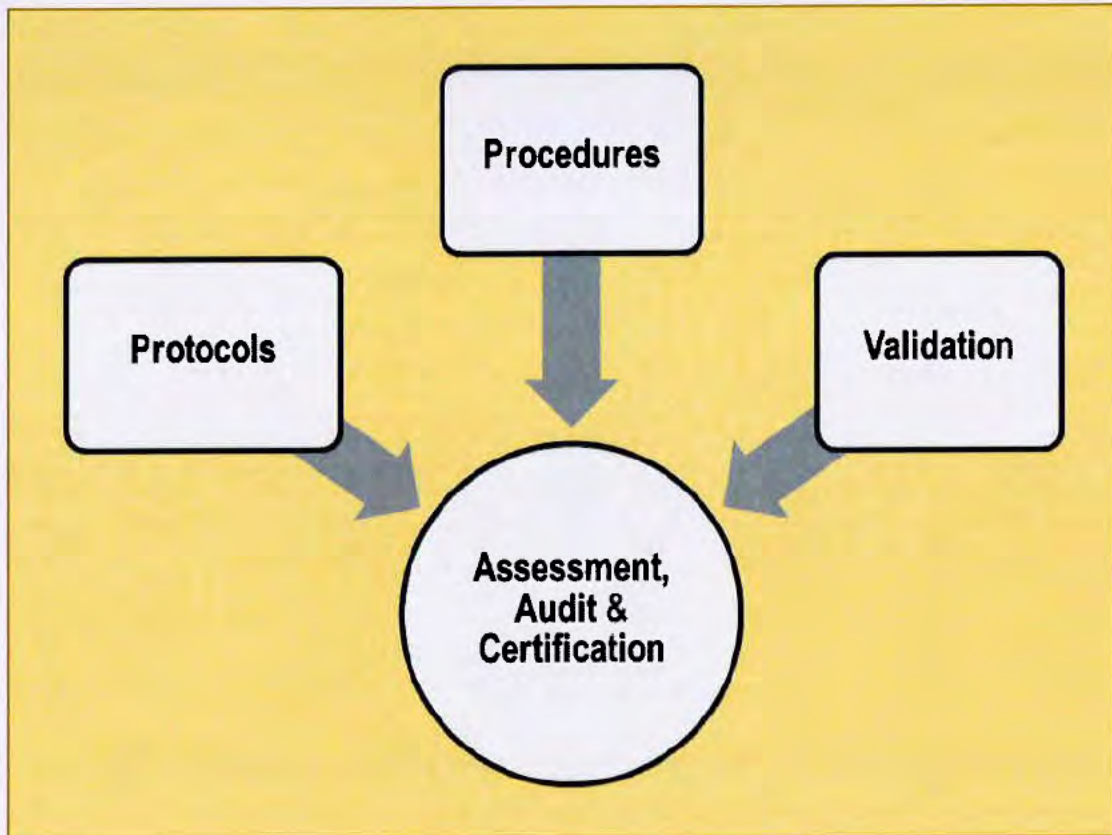 Procedures
Protocols
Validation
Assessment,
Audit &
Certification